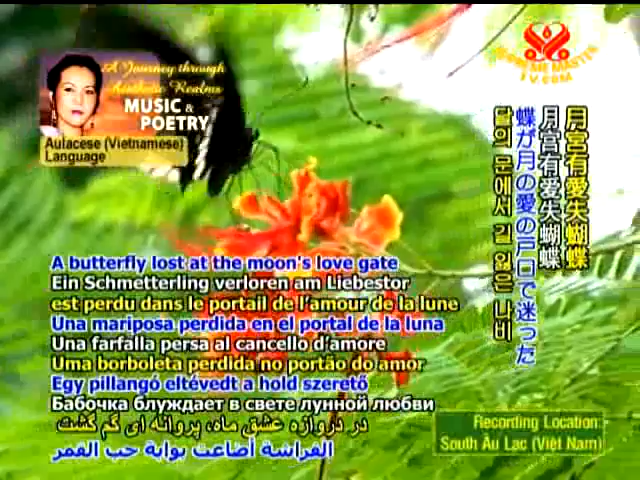 SUPREME MASTER
TV.COM
A Journey through
Aesthetic Realms
MUSIC &
POETRY
Aulacese (Vietnamese)
Language
月宮有愛失蝴蝶
月宫有爱失蝴蝶
蝶が月の愛の戸口で迷った
달의 문에서 길 잃은 나비
A butterfly lost at the moon's love gate
Ein Schmetterling verloren am Liebestor
est perdu dans le portail de l'amour de la lune
Una mariposa perdida en el portal de la luna
Una farfalla persa al cancello d'amore
Uma borboleta perdida no portão do amor
Egy pillangó eltévedt a hold szerető
Бабочка блуждает в свете лунной любви
در دروازه عشق ماه، پروانه ای گم گشت
الفراشة أضاعت بوابة حب القمر
Recording Location:
South Âu Lạc (Việt Nam)